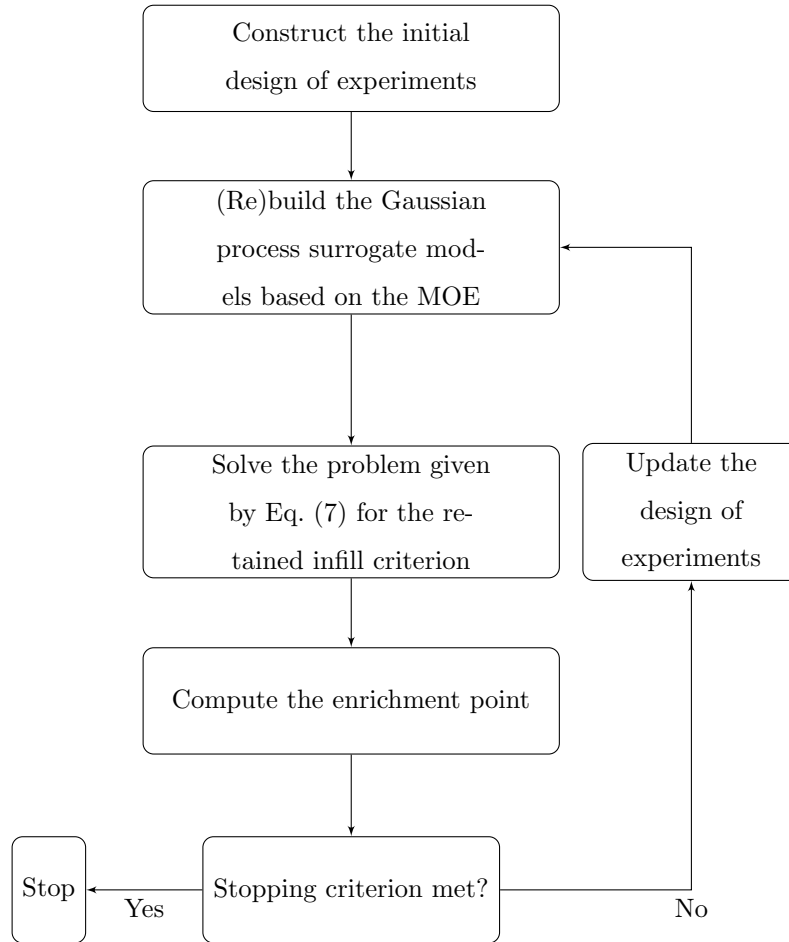 Construct the initial
design of experiments
(Re)build the Gaussian
process surrogate mod-
els based on the MOE
Solve the problem given
by Eq. (7) for the re-
tained infill criterion
Update the
design of
experiments
Compute the enrichment point
Stop
Yes
Stopping criterion met?
No